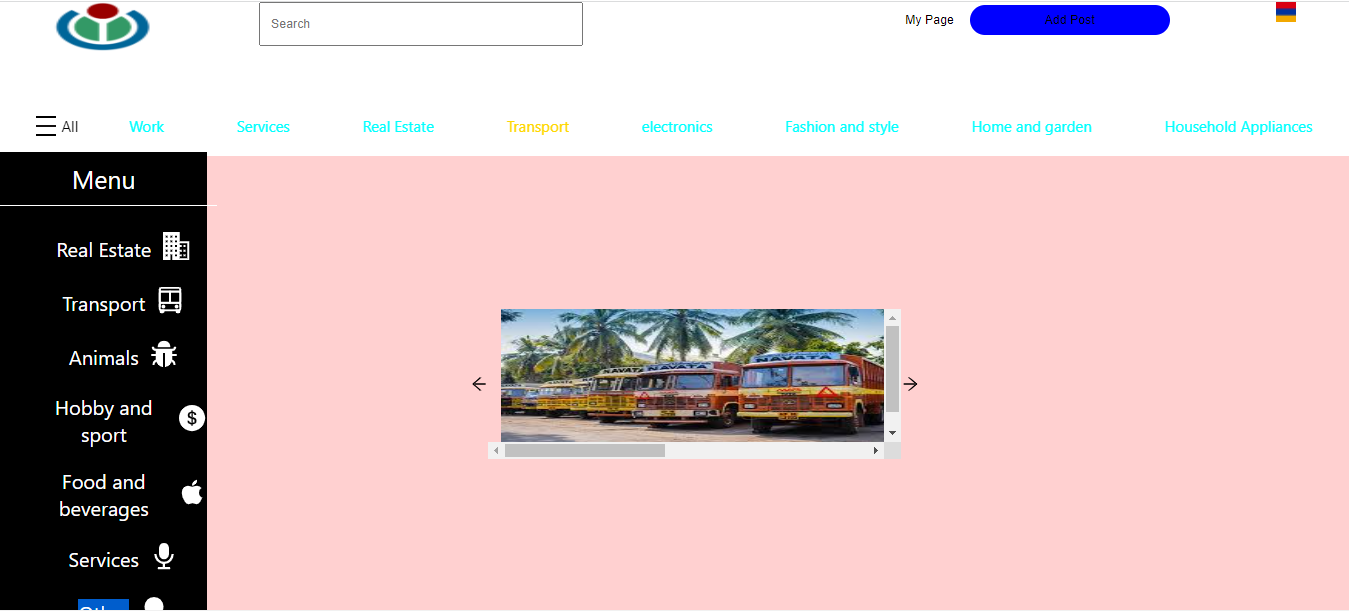 Search
My Page
Add Post
All
Work
Services
Real Estate
Transport
electronics
Fashion and style
Home and garden
Household Appliances
Menu
Real Estate
Transport
Animals
Hobby and
sport
$
Food and
beverages
Services
NAVATA
NAVATA
NAVATA